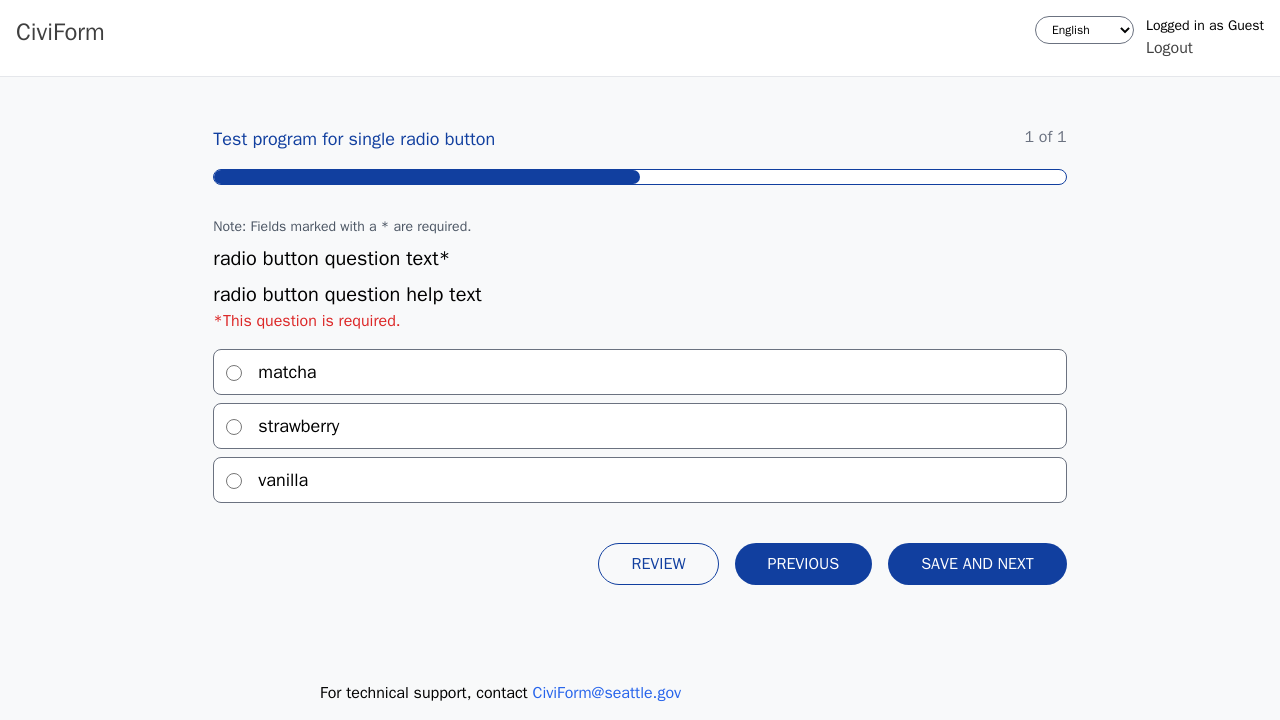 CiviForm
English
Logged in as Guest
Logout
Test program for single radio button
1 of 1
Note: Fields marked with a * are required.
radio button question text*
radio button question help text
*This question is required.
matcha
strawberry
vanilla
REVIEW
PREVIOUS
SAVE AND NEXT
For technical support, contact CiviForm@seattle.gov